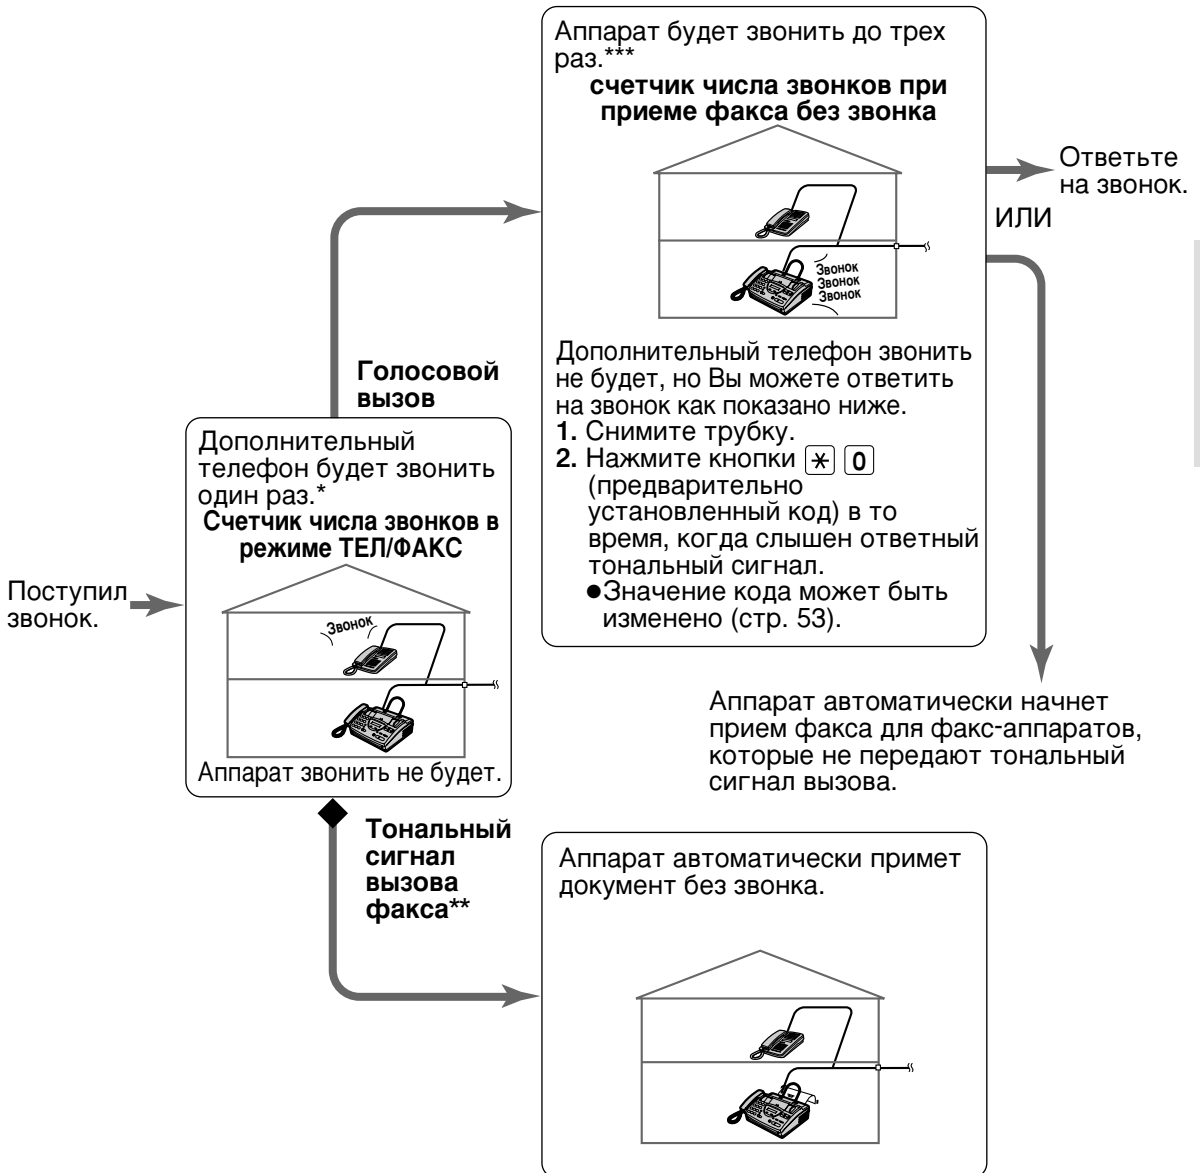 Поступил
звонок.
Дополнительный
телефон будет звонить
один раз.*
Счетчик числа звонков в
режиме ТЕЛ/ФАКС
Звонок
Аппарат звонить не будет.
Голосовой
вызов
Аппарат будет звонить до трех
раз.***
счетчик числа звонков при
приеме факса без звонка
Звонок
Звонок
Звонок
Дополнительный телефон звонить
не будет, но Вы можете ответить
на звонок как показано ниже.
1. Снимите трубку.
2. Нажмите кнопки * 0
(предварительно
установленный код) в то
время, когда слышен ответный
тональный сигнал.
●Значение кода может быть
изменено (стр. 53).
Ответьте
на звонок.
ИЛИ
Аппарат автоматически начнет
прием факса для факс-аппаратов,
которые не передают тональный
сигнал вызова.
Тональный
сигнал
вызова
факса**
Аппарат автоматически примет
документ без звонка.